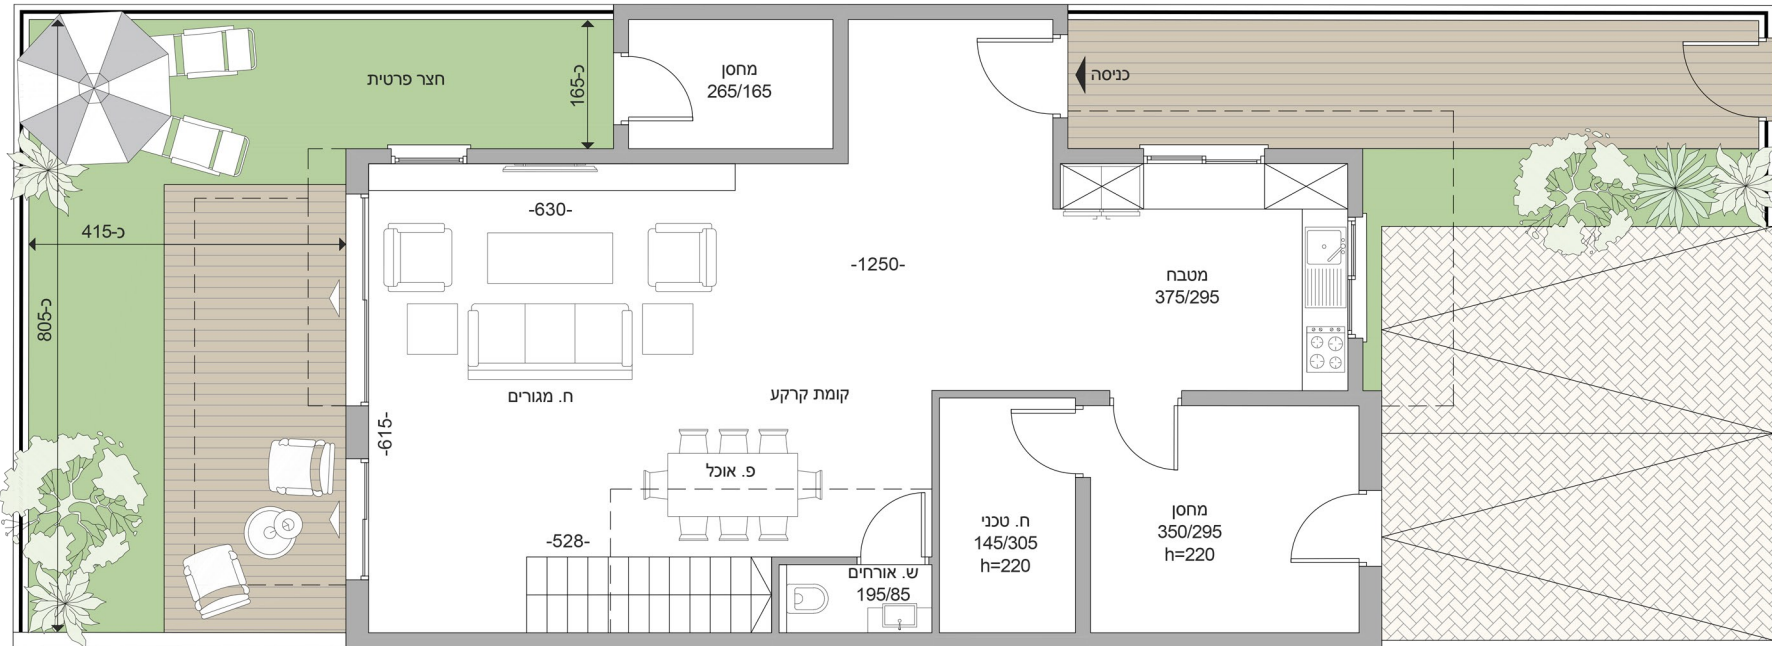 חצר פרטית
כ-165
מחסן
265/165
כניסה
-630-
כ-415
-1250-
מטבח
375/295
כ-805
ח. מגורים
קומת קרקע
-615-
פ. אוכל
ח. טכני
145/305
h=220
מחסן
350/295
h=220
-528-
ש. אורחים
195/85